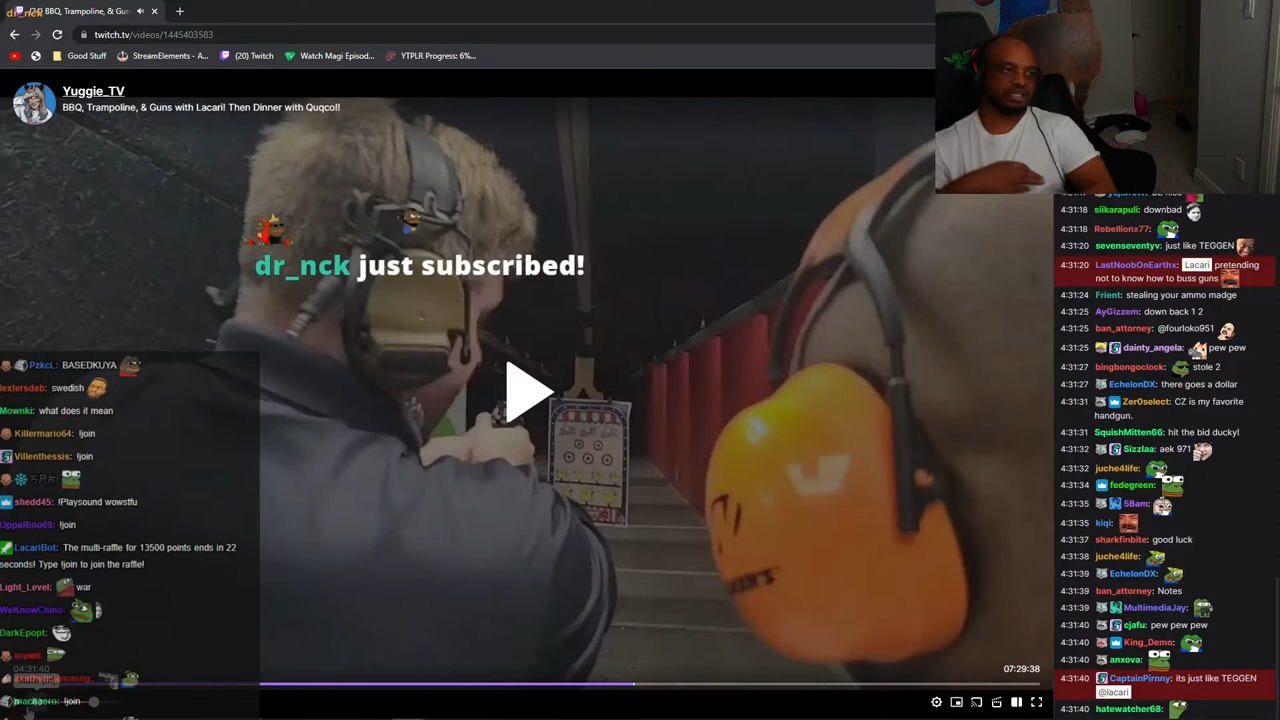 BBQ, Trampoline, & Gun
twitch.tv/videos/1445403583
Good Stuff
StreamElements - A...
(20) Twitch
Watch Magi Episod...
YTPLR Progress: 6%...
Yuggie_TV
BBQ, Trampoline, & Guns with Lacari! Then Dinner with Quqco!!
dr_nck just subscribed!
PzkcL: BASEDKUYA
lextersdab: swedish
Mownki: what does it mean
Killermario64: !join
Villenthessis: !join
shedd45: !Playsound wowstfu
OppaRino69: !join
LacariBot: The multi-raffle for 13500 points ends in 22
seconds! Type !join to join the raffle!
Light_Level: war
WeKnowChmo:
DarkEpopt:
inuwit:
04:31:40
!join
07:29:38
siikarapuli: downbad
4:31:18
4:31:18 Rebellionx77:
4:31:20 sevenseventyv: just like TEGGEN
4:31:20 LastNoobOnEarthx: Lacari pretending
not to know how to buss guns
4:31:24 Frient: stealing your ammo madge
4:31:25 AyGizzem: down back 1 2
4:31:25 ban_attorney: @fourloko951
4:31:25 dainty_angela: pew pew
4:31:27 bingbongoclock: stole 2
4:31:27 EchelonDX: there goes a dollar
4:31:31 Zer0select: CZ is my favorite
handgun.
4:31:31 SquishMitten66: hit the bid ducky!
4:31:32 Sizzlaa: aek 971
4:31:32 juche4life:
4:31:34 fedegreen:
4:31:35 5Bam:
4:31:35 kiqi:
4:31:37 sharkfinbite: good luck
4:31:38 juche4life:
4:31:39 EchelonDX:
4:31:39 ban_attorney: Notes
4:31:39 MultimediaJay:
4:31:40 cjafu: pew pew pew
4:31:40 King_Demo:
4:31:40 anxova:
4:31:40 CaptainPirnny: its just like TEGGEN
@lacari
4:31:40 hatewatcher68: